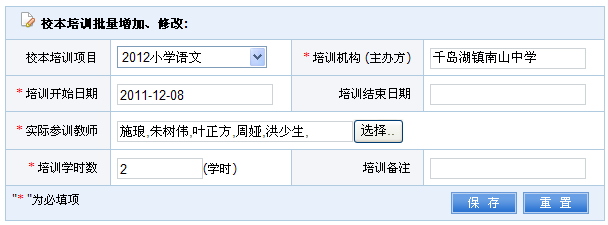 校本培训批量增加、修改:
校本培训项目 2012小学语文 * 培训机构 (主办方) 千岛湖镇南山中学
* 培训开始日期 2011-12-08 培训结束日期
* 实际参训教师 施琅,朱树伟,叶正方,周娅,洪少生, 选择..
* 培训学时数 2 (学时) 培训备注
"* "为必填项 保 存 重 置